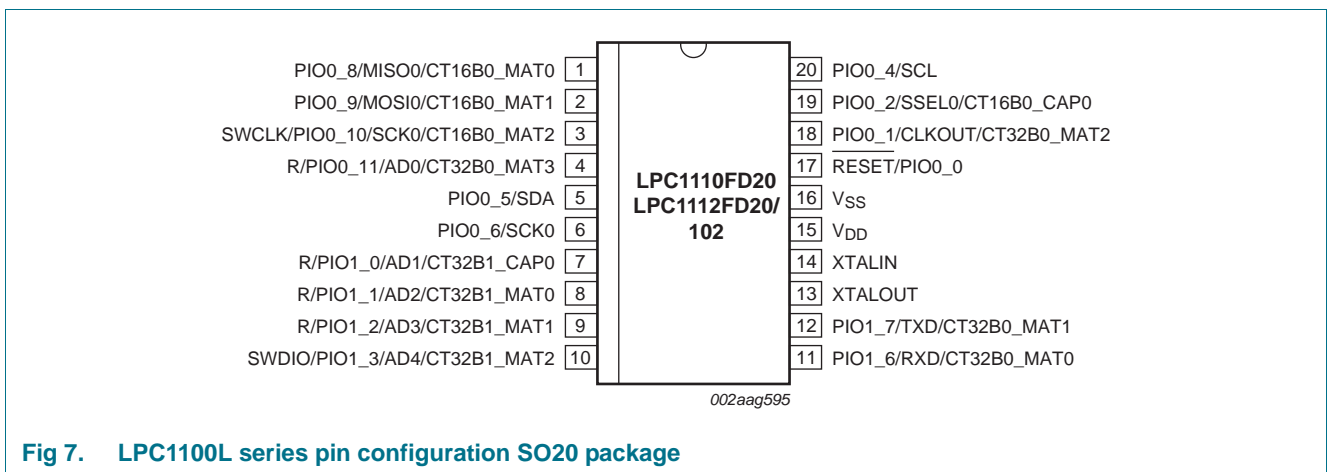 PIO0_8/MISO0/CT16B0_MAT0 1
PIO0_9/MOSI0/CT16B0_MAT1 2
SWCLK/PIO0_10/SCK0/CT16B0_MAT2 3
R/PIO0_11/AD0/CT32B0_MAT3 4
PIO0_5/SDA 5
PIO0_6/SCK0 6
R/PIO1_0/AD1/CT32B1_CAP0 7
R/PIO1_1/AD2/CT32B1_MAT0 8
R/PIO1_2/AD3/CT32B1_MAT1 9
SWDIO/PIO1_3/AD4/CT32B1_MAT2 10
LPC1110FD20
LPC1112FD20/
102
20 PIO0_4/SCL
19 PIO0_2/SSEL0/CT16B0_CAP0
18 PIO0_1/CLKOUT/CT32B0_MAT2
17 RESET/PIO0_0
16 VSS
15 VDD
14 XTALIN
13 XTALOUT
12 PIO1_7/TXD/CT32B0_MAT1
11 PIO1_6/RXD/CT32B0_MAT0
002aag595
Fig 7. LPC1100L series pin configuration SO20 package